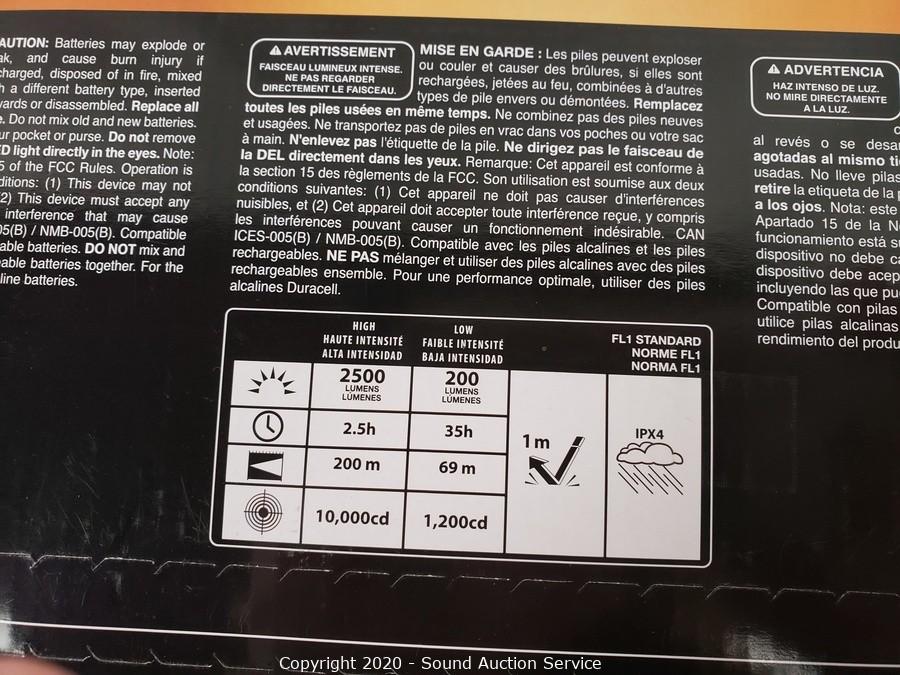 AUTION: Batteries may explode or
ak, and cause burn injury if
charged, disposed of in fire, mixed
h a different battery type, inserted
vards or disassembled. Replace all
e. Do not mix old and new batteries.
ur pocket or purse. Do not remove
ED light directly in the eyes. Note:
5 of the FCC Rules. Operation is
ditions: (1) This device may not
2) This device must accept any
interference that may cause
05(B) / NMB-005(B). Compatible
able batteries. DO NOT mix and
able batteries together. For the
line batteries.
AVERTISSEMENT
FAISCEAU LUMINEUX INTENSE.
NE PAS REGARDER
DIRECTEMENT LE FAISCEAU.
MISE EN GARDE : Les piles peuvent exploser
ou couler et causer des brûlures, si elles sont
rechargées, jetées au feu, combinées à d'autres
types de pile envers ou démontées. Remplacez
toutes les piles usées en même temps. Ne combinez pas des piles neuves
et usagées. Ne transportez pas de piles en vrac dans vos poches ou votre sac
à main. N'enlevez pas l'étiquette de la pile. Ne dirigez pas le faisceau de
la DEL directement dans les yeux. Remarque: Cet appareil est conforme à
la section 15 des règlements de la FCC. Son utilisation est soumise aux deux
conditions suivantes: (1) Cet appareil ne doit pas causer d'interférences
nuisibles, et (2) Cet appareil doit accepter toute interférence reçue, y compris
les interférences pouvant causer un fonctionnement indésirable. CAN
ICES-005(B) / NMB-005(B). Compatible avec les piles alcalines et les piles
rechargeables. NE PAS mélanger et utiliser des piles alcalines avec des piles
rechargeables ensemble. Pour une performance optimale, utiliser des piles
alcalines Duracell.
ADVERTENCIA
HAZ INTENSO DE LUZ.
NO MIRE DIRECTAMENTE
A LA LUZ.
al revés o se desar
agotadas al mismo tie
usadas. No lleve pilas
retire la etiqueta de la p
a los ojos. Nota: este
Apartado 15 de la No
funcionamiento está su
dispositivo no debe ca
dispositivo debe acep
incluyendo las que pu
Compatible con pilas
utilice pilas alcalinas
rendimiento del produ
HIGH
HAUTE INTENSITÉ
ALTA INTENSIDAD
LOW
FAIBLE INTENSITÉ
BAJA INTENSIDAD
FL1 STANDARD
NORME FL1
NORMA FL1
2500
LUMENS
LÚMENES
200
LUMENS
LÚMENES
2.5h
35h
200 m
69 m
10,000cd
1,200cd
1m
IPX4
Copyright 2020 - Sound Auction Service